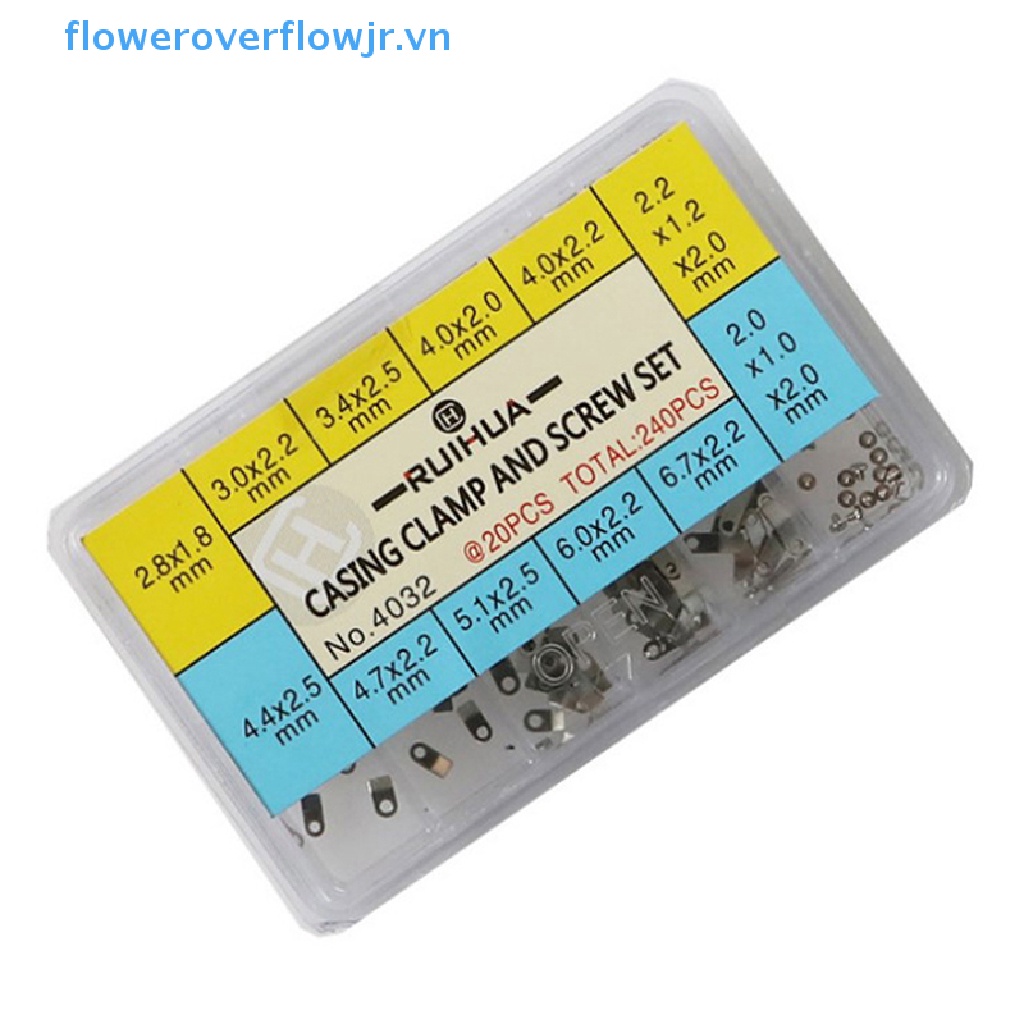 floweroverflowjr.vn
2.8x1.8
mm
3.0x2.2
mm
3.4x2.5
mm
4.0x2.0
mm
4.0x2.2
mm
2.2
x1.2
x2.0
mm
RUIHUA
CASING CLAMP AND SCREW SET
No.4032
@20PCS TOTAL:240PCS
4.4x2.5
mm
4.7x2.2
mm
5.1x2.5
mm
6.0x2.2
mm
6.7x2.2
mm
2.0
x1.0
x2.0
mm
OPEN